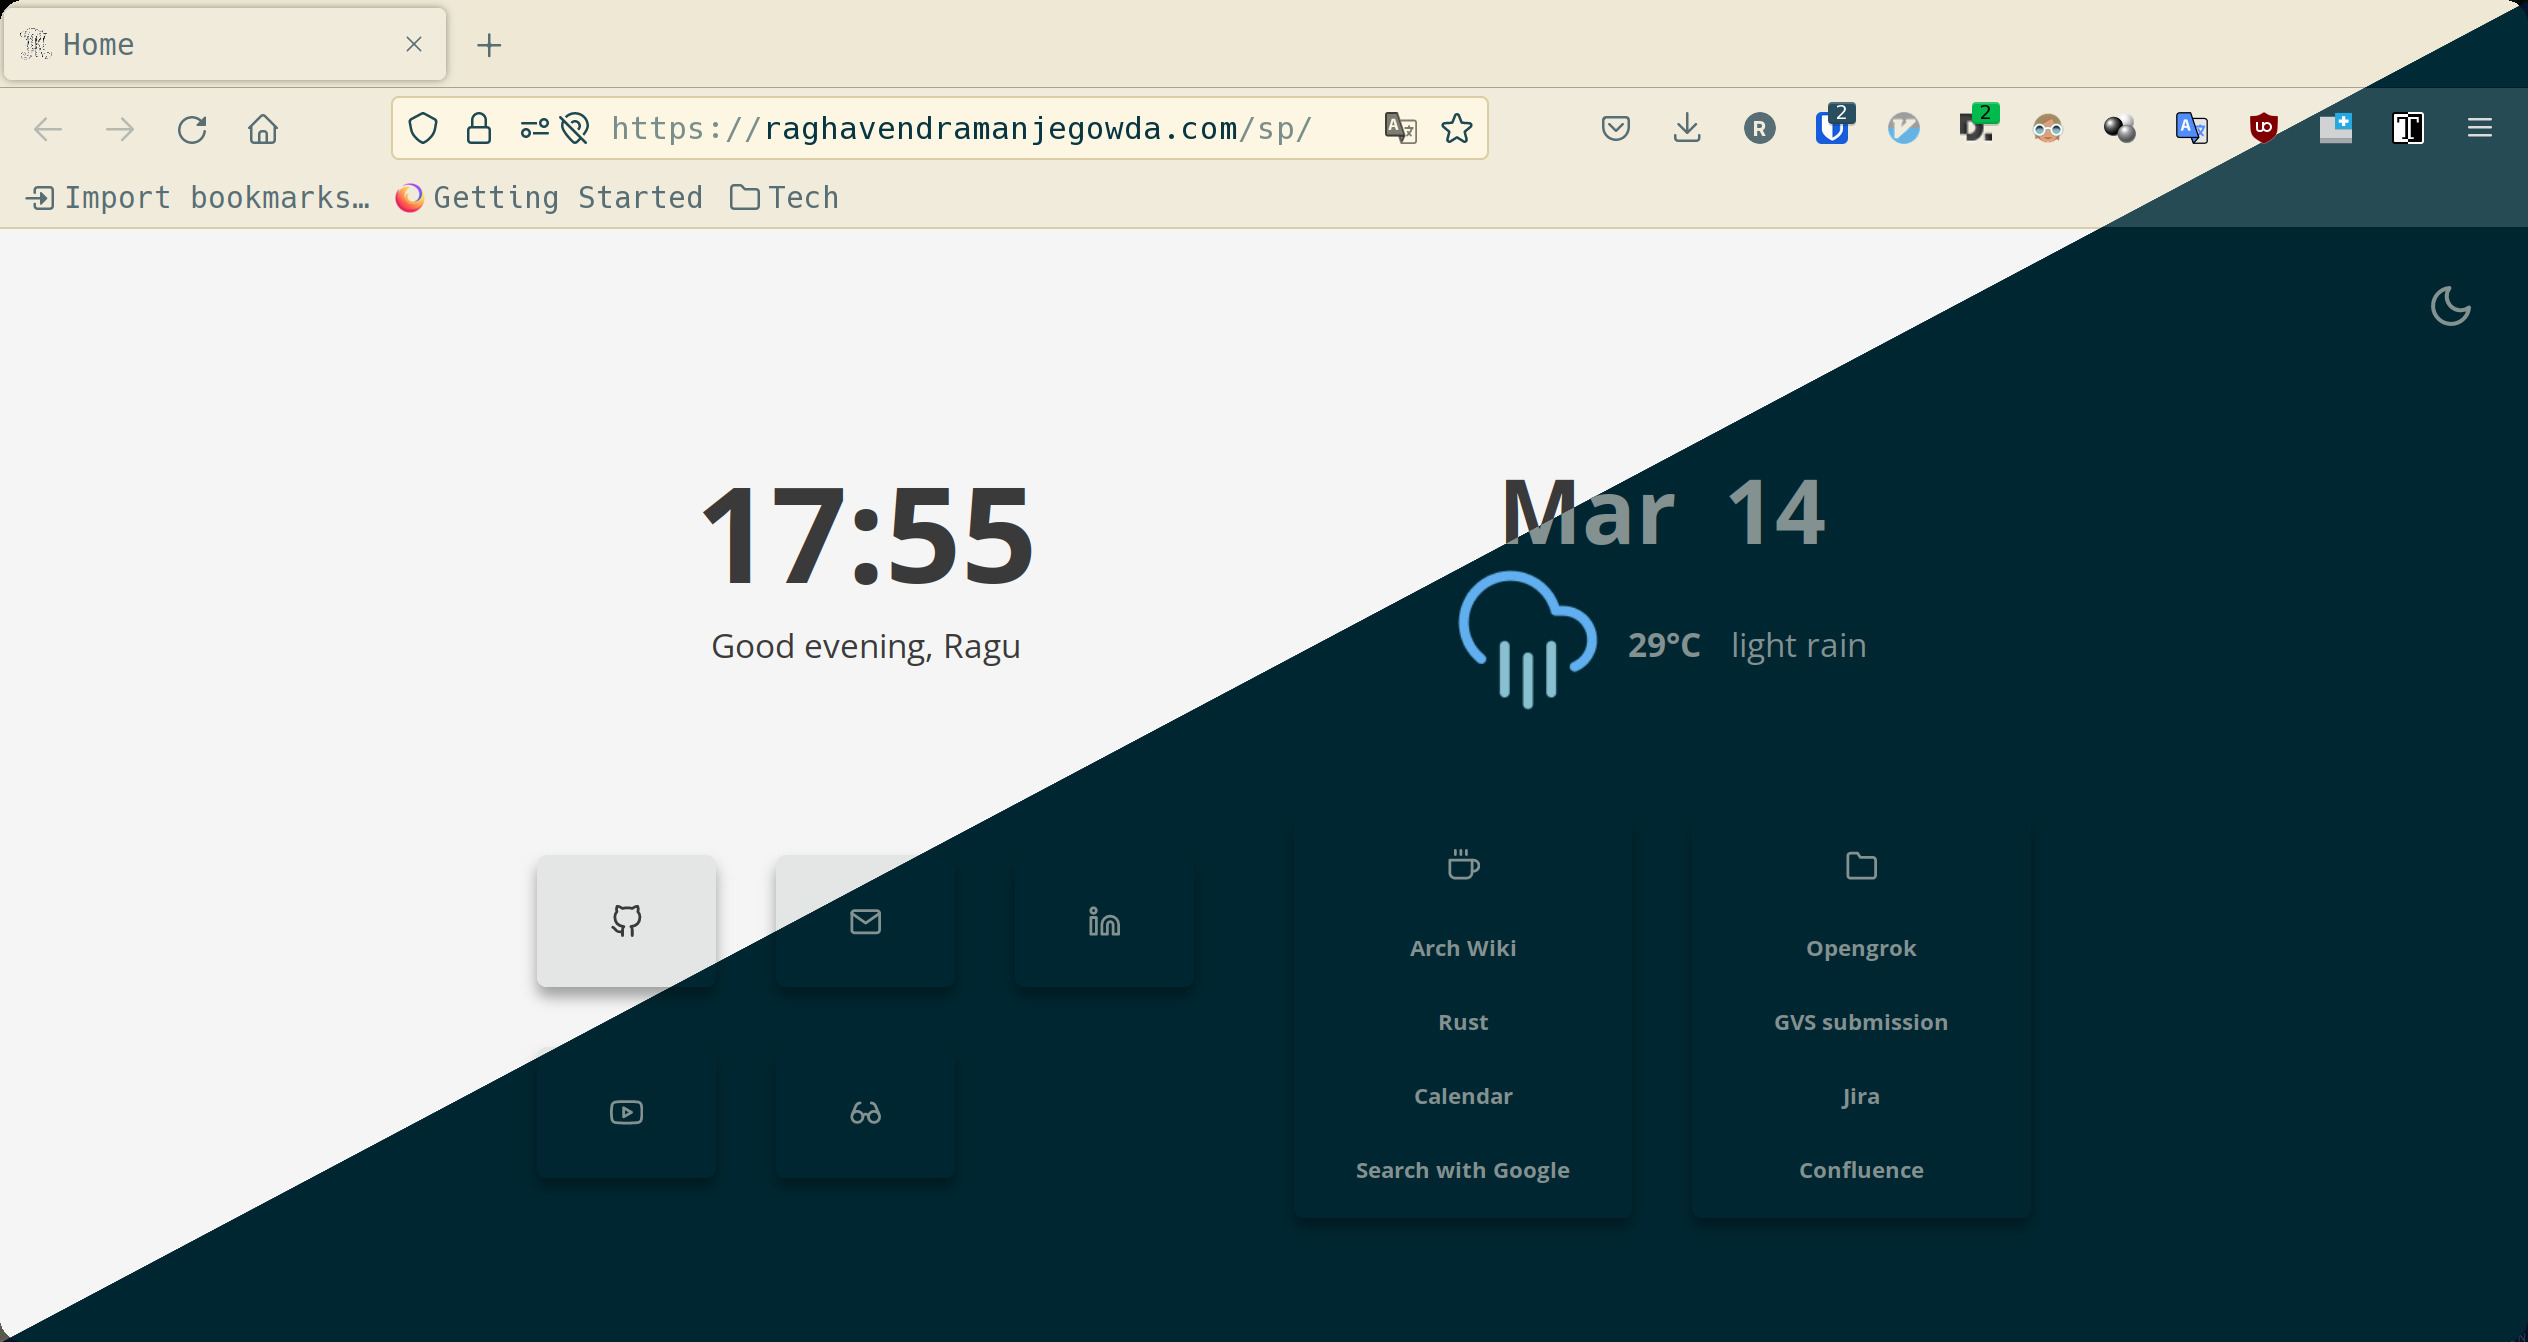 Home
https://raghavendramanjegowda.com/sp/
R
2
2
Import bookmarks…
Getting Started
Tech
17:55
Good evening, Ragu
Mar 14
29°C light rain
Arch Wiki
Rust
Calendar
Search with Google
Opengrok
GVS submission
Jira
Confluence